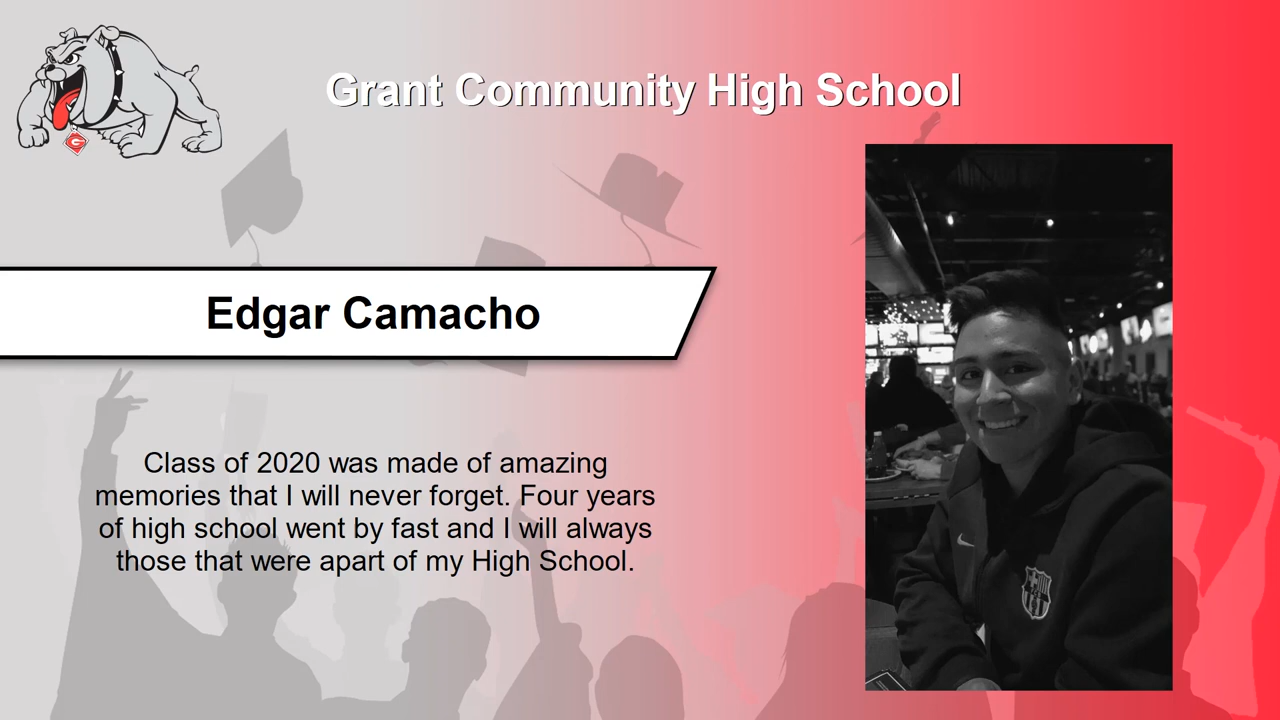 Grant Community High School
Edgar Camacho
Class of 2020 was made of amazing
memories that I will never forget. Four years
of high school went by fast and I will always
those that were apart of my High School.
G